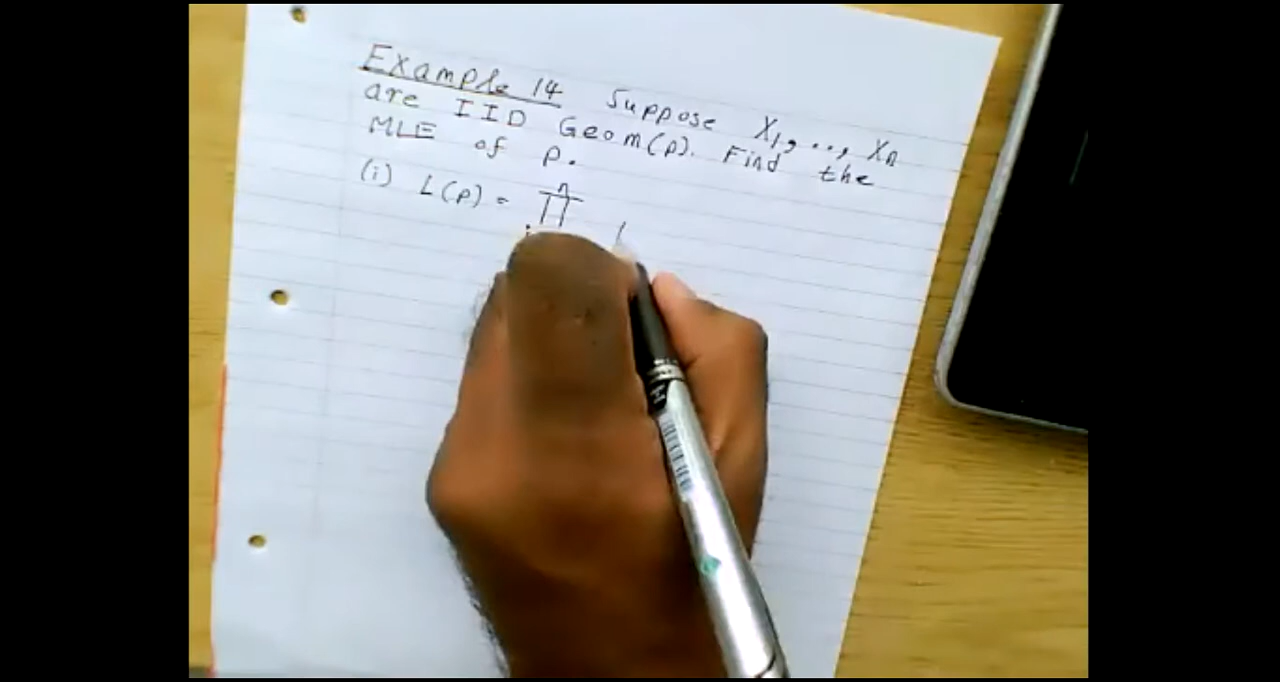 Example 14 Suppose X1, .., Xn
are IID Geom(p). Find the
MLE of p.
(i) L(p) = n
∏